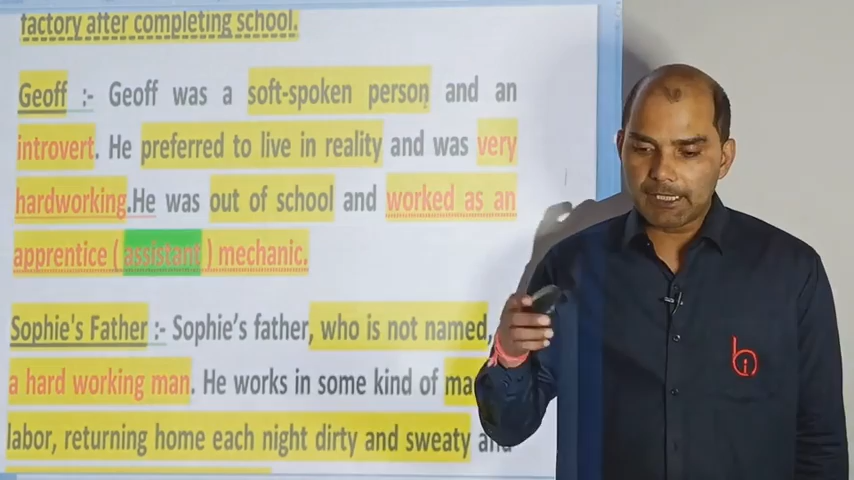 factory after completing school.
Geoff :- Geoff was a soft-spoken person and an
introvert. He preferred to live in reality and was very
hardworking.He was out of school and worked as an
apprentice ( assistant ) mechanic.
Sophie's Father :- Sophie's father, who is not named,
a hard working man. He works in some kind of
labor, returning home each night dirty and sweaty and